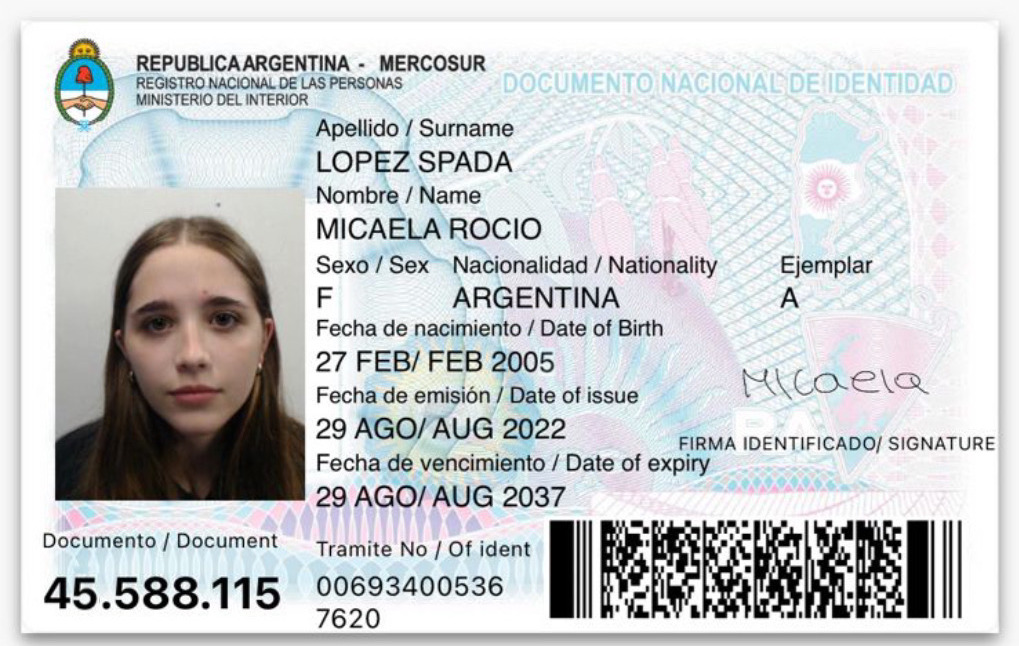 REPUBLICA ARGENTINA - MERCOSUR
REGISTRO NACIONAL DE LAS PERSONAS
MINISTERIO DEL INTERIOR
DOCUMENTO NACIONAL DE IDENTIDAD
Apellido / Surname
LOPEZ SPADA
Nombre / Name
MICAELA ROCIO
Sexo / Sex Nacionalidad / Nationality Ejemplar
F ARGENTINA A
Fecha de nacimiento / Date of Birth
27 FEB/ FEB 2005
Fecha de emisión / Date of issue
29 AGO/ AUG 2022
Micaela
FIRMA IDENTIFICADO/ SIGNATURE
Fecha de vencimiento / Date of expiry
29 AGO/ AUG 2037
Documento / Document
45.588.115
Tramite No / Of ident
00693400536
7620